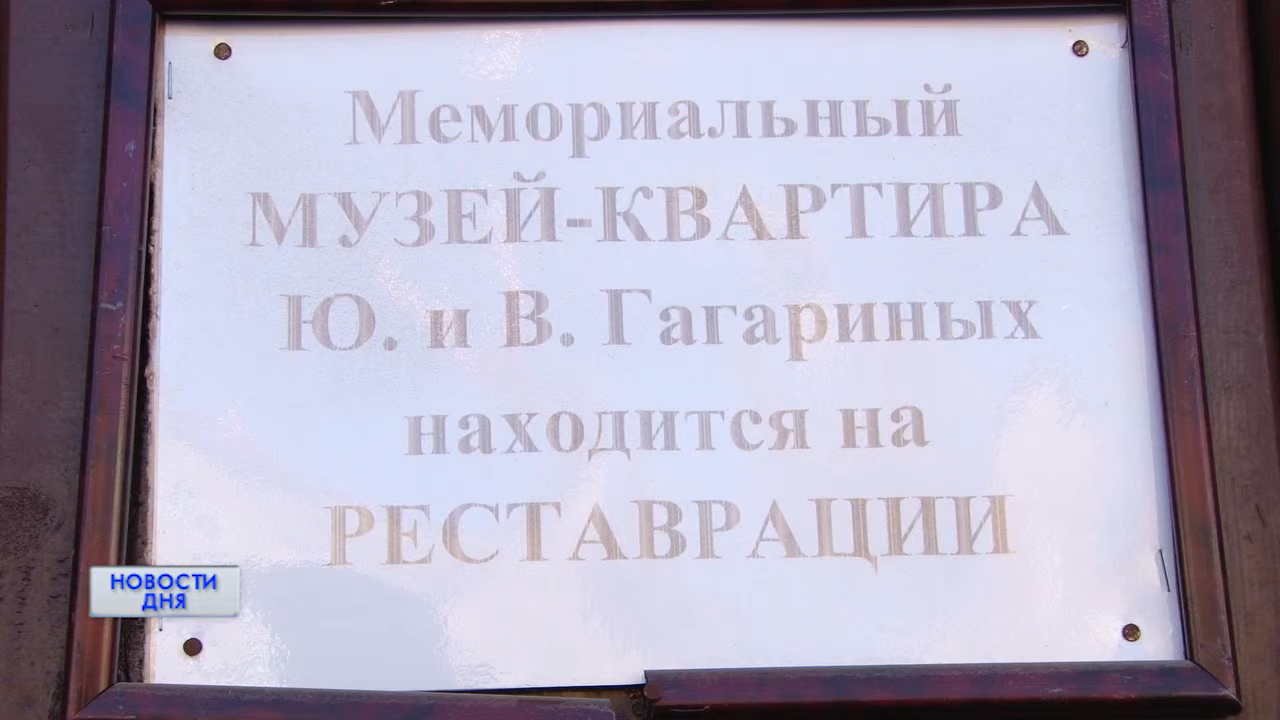 Мемориальный
МУЗЕЙ-КВАРТИРА
Ю. и В. Гагариных
находится на
РЕСТАВРАЦИИ
НОВОСТИ
ДНЯ